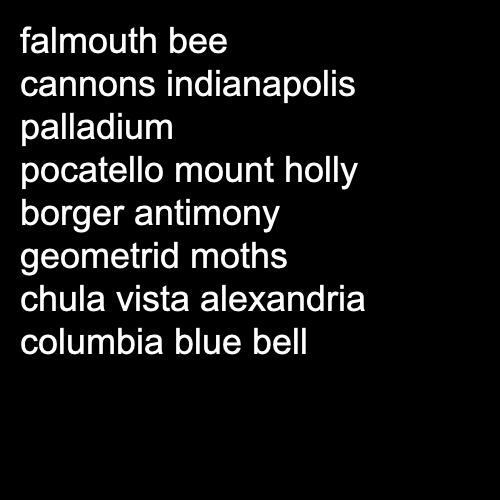 falmouth bee
cannons indianapolis
palladium
pocatello mount holly
borger antimony
geometrid moths
chula vista alexandria
columbia blue bell